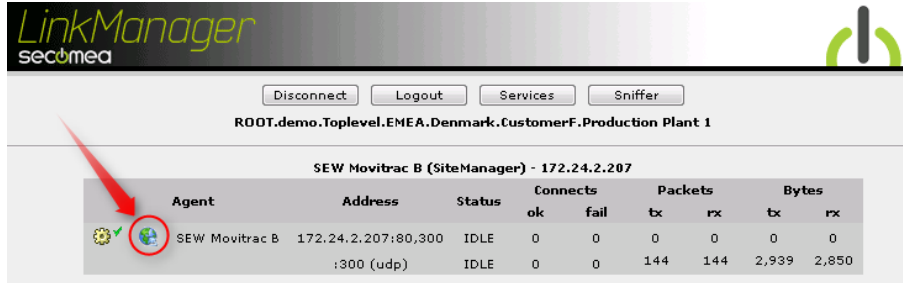 LinkManager
secomea
Disconnect Logout Services Sniffer
ROOT.demo.Toplevel.EMEA.Denmark.CustomerF.Production Plant 1
SEW Movitrac B (SiteManager) - 172.24.2.207
Agent Address Status Connects Packets Bytes
ok fail tx rx tx rx
SEW Movitrac B 172.24.2.207:80,300 IDLE 0 0 0 0 0 0
:300 (udp) IDLE 0 0 144 144 2,939 2,850